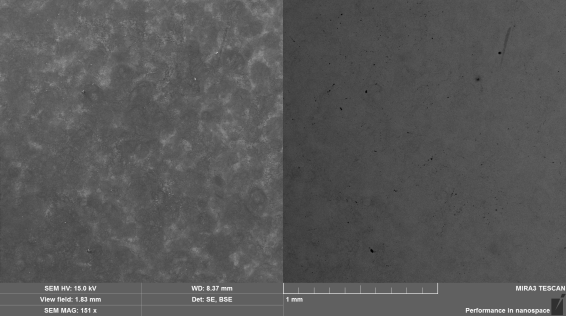 SEM HV: 15.0 kV
WD: 8.37 mm
MIRA3 TESCAN
View field: 1.83 mm
Det: SE, BSE
1 mm
SEM MAG: 151 x
Performance in nanospace